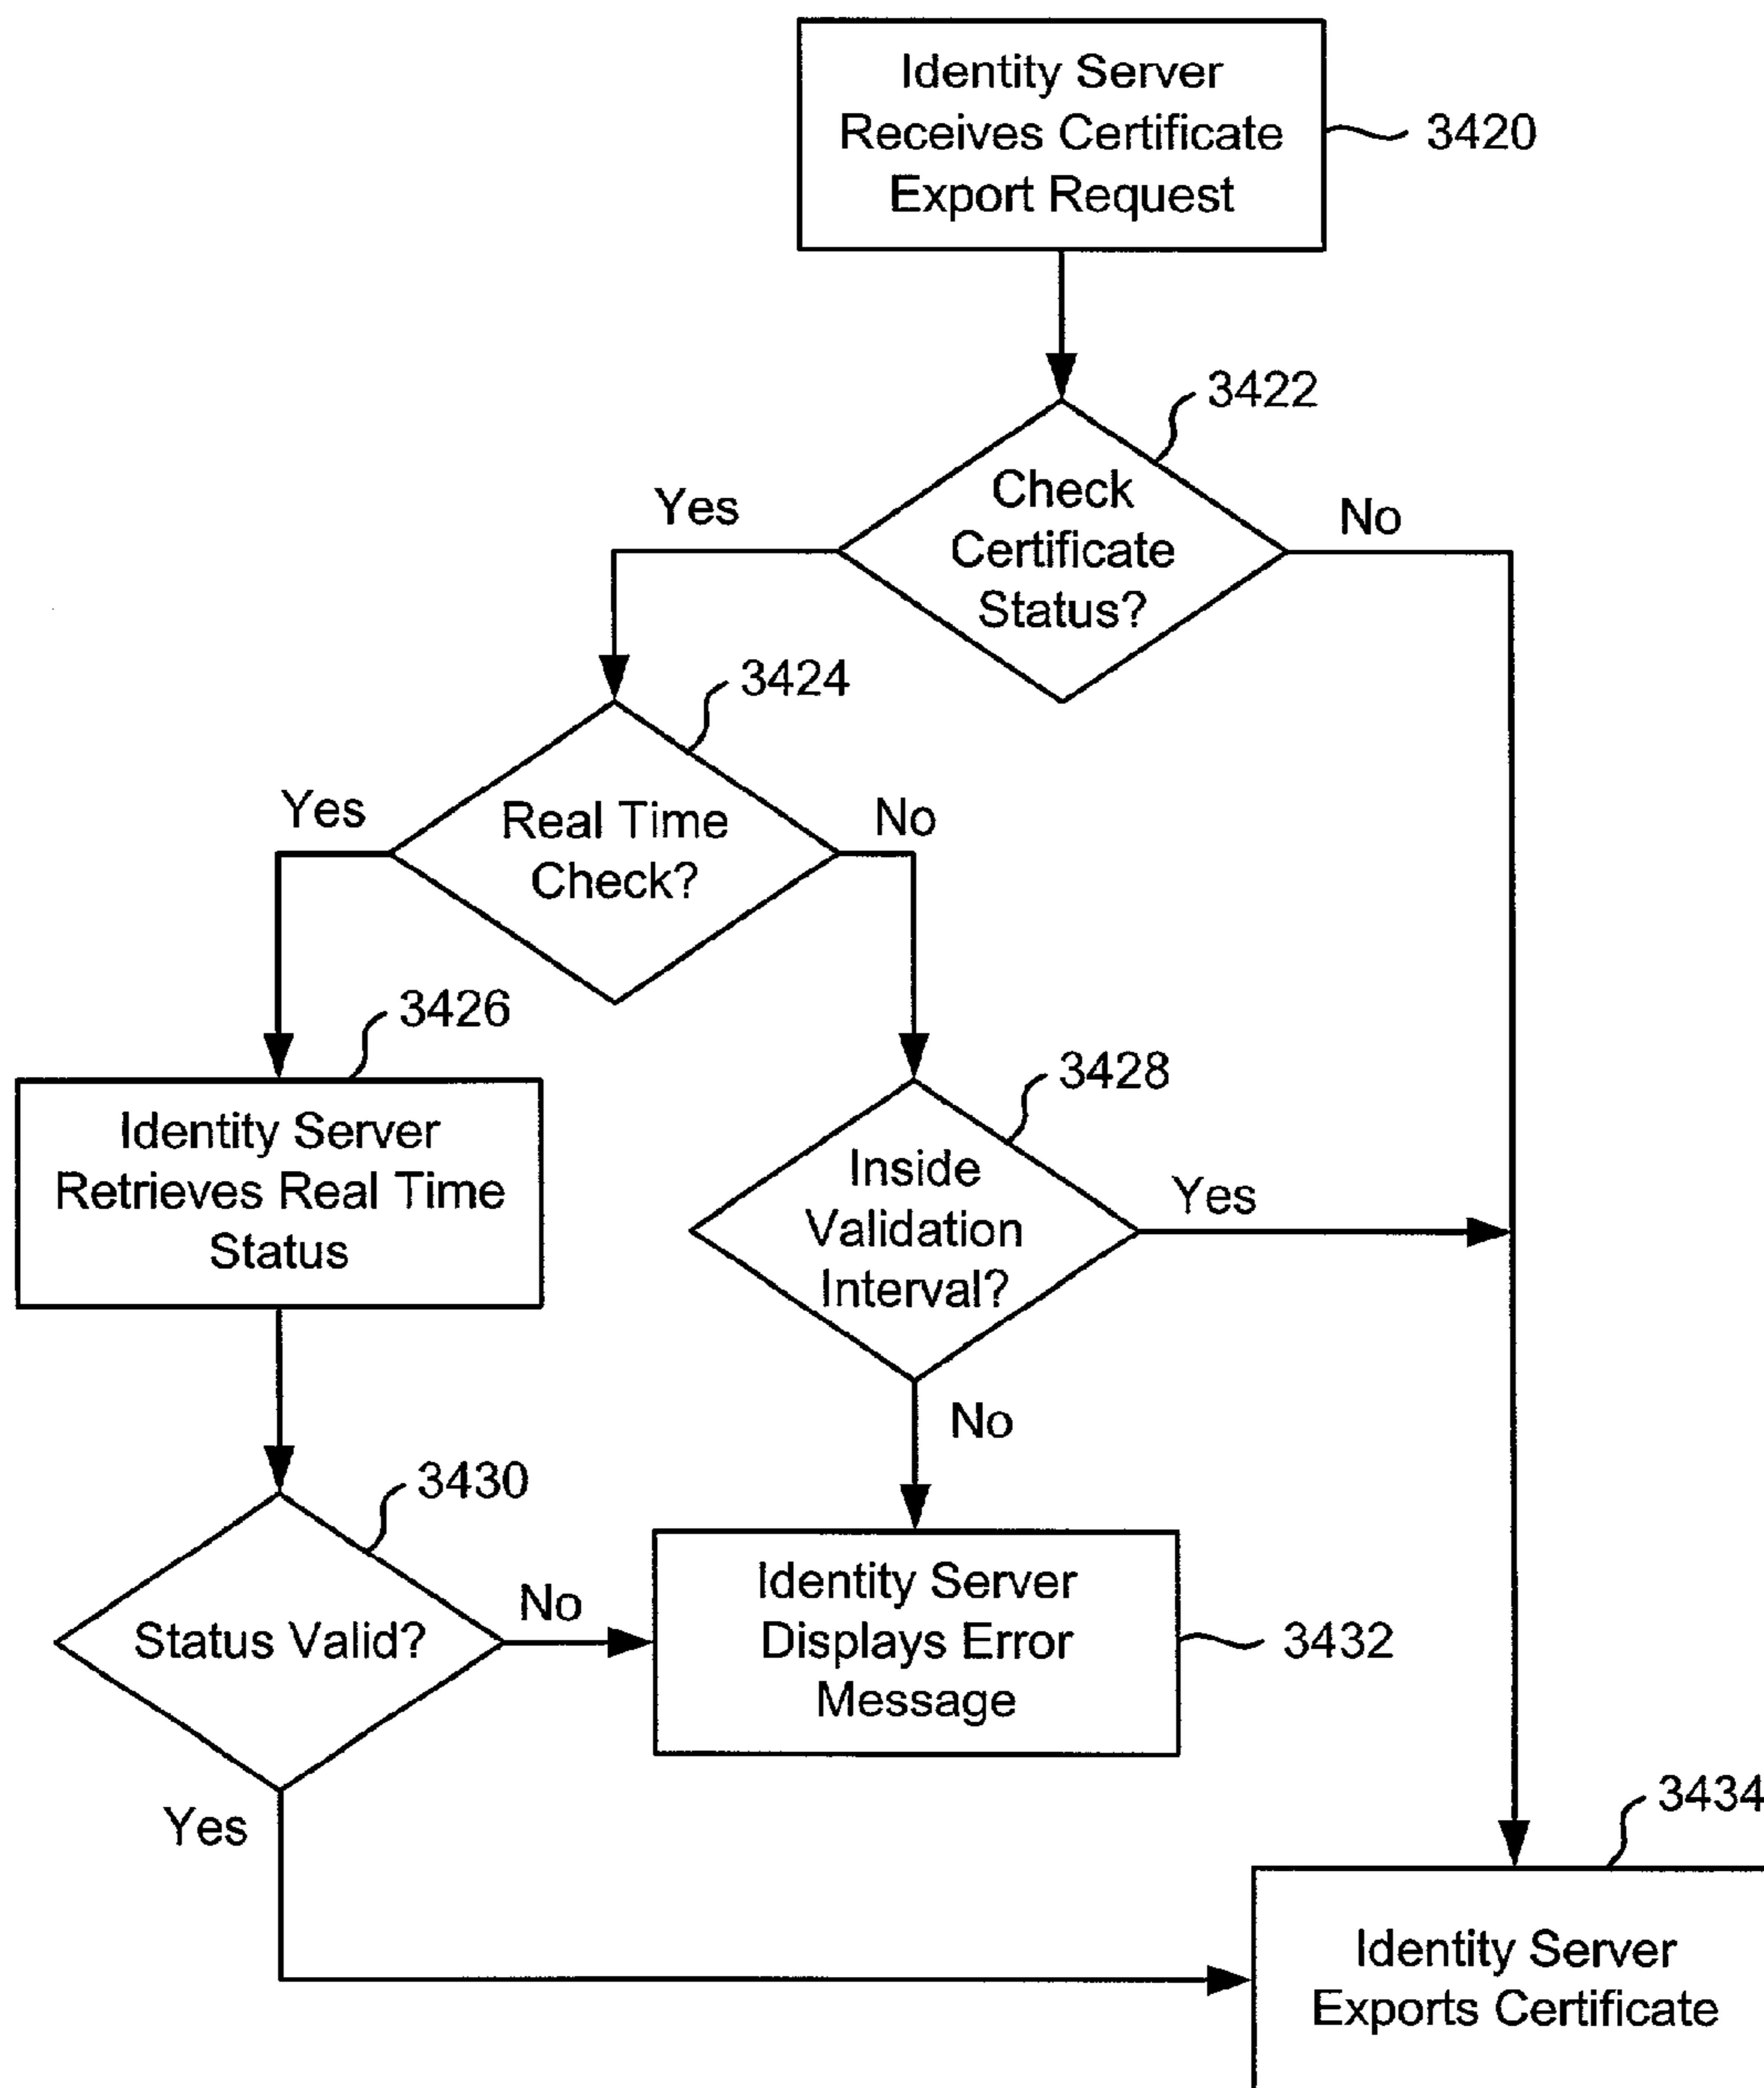 Identity Server
Receives Certificate
Export Request
3420
3422
Check
Certificate
Status?
Yes
No
3424
Real Time
Check?
Yes
No
3426
Identity Server
Retrieves Real Time
Status
3428
Inside
Validation
Interval?
Yes
No
3430
Status Valid?
No
Yes
Identity Server
Displays Error
Message
3432
3434
Identity Server
Exports Certificate